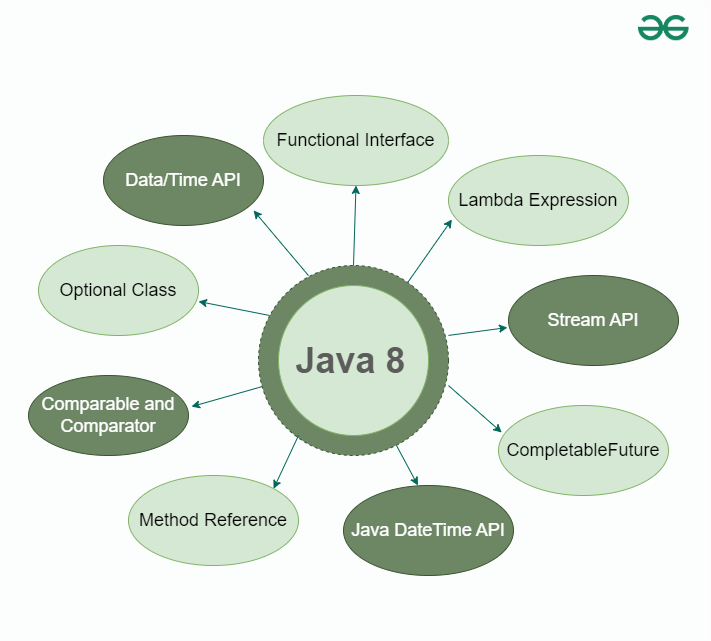 Functional Interface
Data/Time API
Lambda Expression
Optional Class
Stream API
Java 8
Comparable and
Comparator
CompletableFuture
Method Reference
Java DateTime API